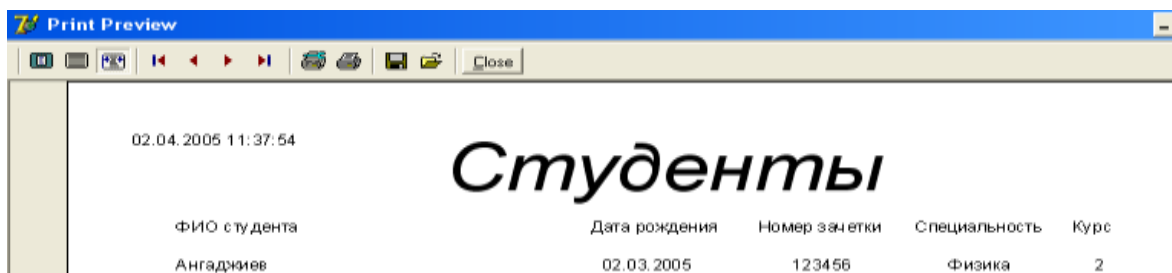 Print Preview
Close
02.04.2005 11:37:54
Студенты
ФИО студента Дата рождения Номер зачетки Специальность Курс
Ангаджиев 02.03.2005 123456 Физика 2